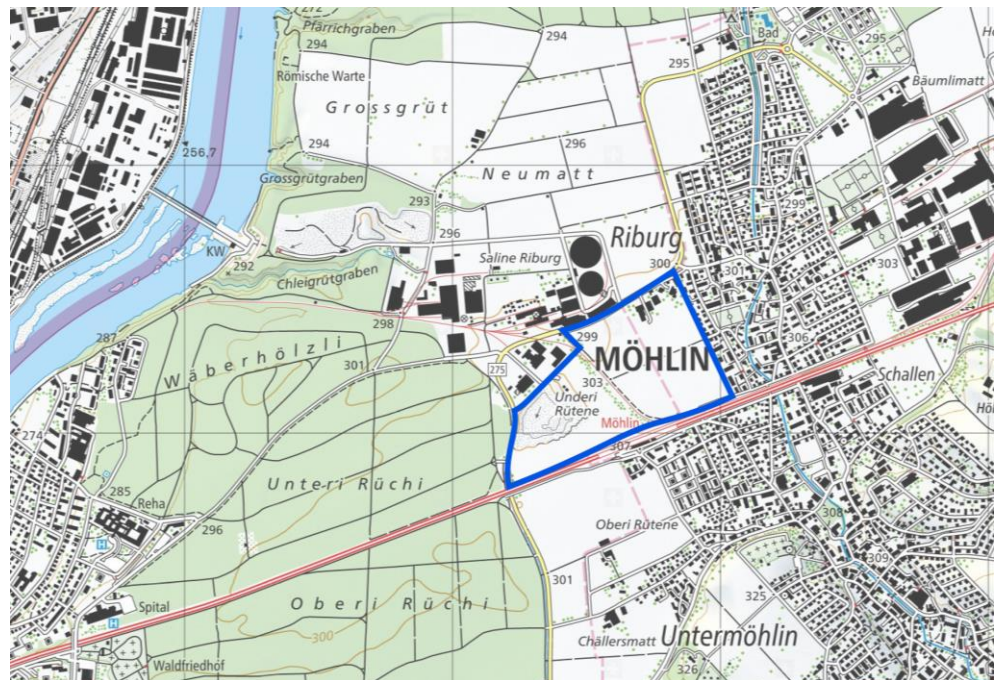 272
Pfärrichgraben
294
294
Bad
295
295
Römische Warte
Grossgrüt
Bäumlimatt
294
296
256,7
Grossgrütgraben
Neumatt
293
299
296
Riburg
KW
292
Saline Riburg
300
301
303
Chleigrütgraben
298
287
299
306
Wäberhölzli
MÖHLIN
301
275
303
Schallen
Underi
Rütene
Möhlin
274
307
Unteri Rüchi
285
Reha
296
Oberi Rütene
308
309
301
Spital
Oberi Rüchi
325
300
Chällersmatt
Untermöhlin
Waldfriedhof
326